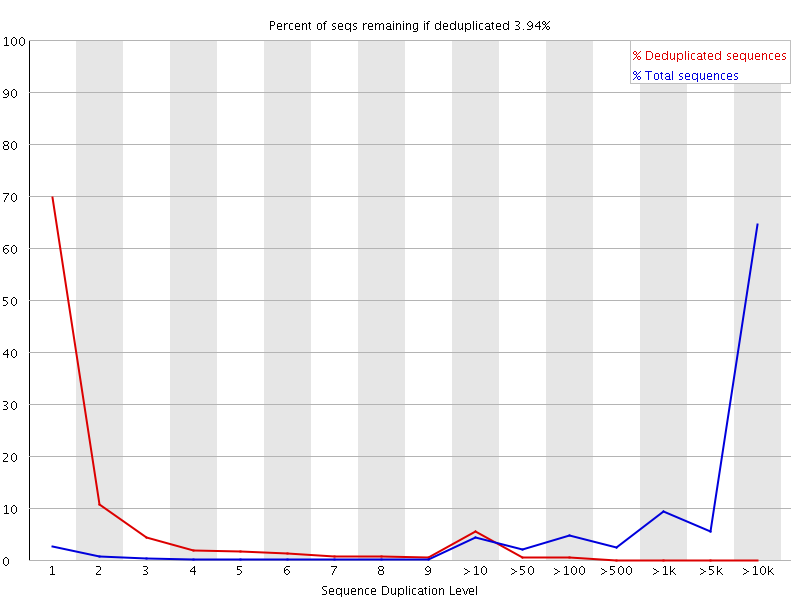 Percent of seqs remaining if deduplicated 3.94%
% Deduplicated sequences
% Total sequences
100
90
80
70
60
50
40
30
20
10
0
1 2 3 4 5 6 7 8 9 >10 >50 >100 >500 >1k >5k >10k
Sequence Duplication Level